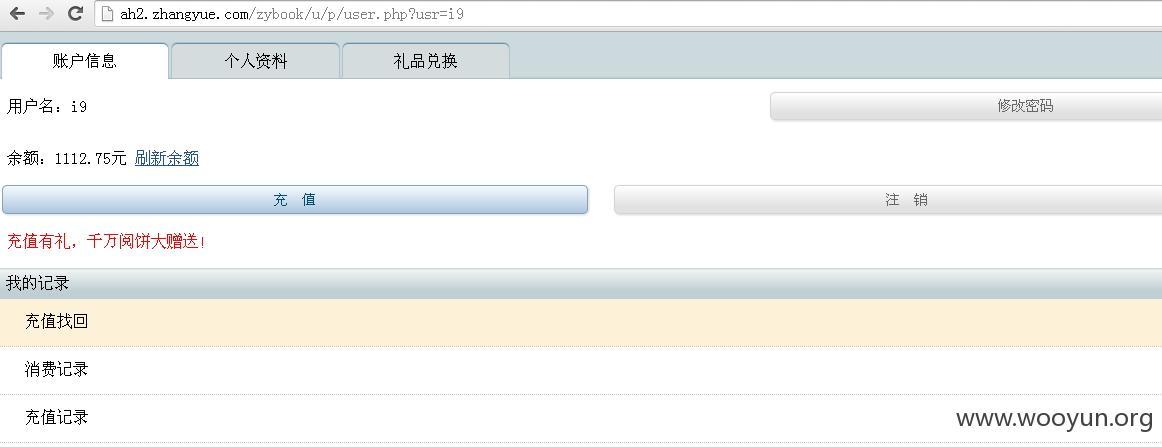 ah2.zhangyue.com/zybook/u/p/user.php?usr=i9
账户信息 个人资料 礼品兑换
用户名：i9 修改密码
余额：1112.75元 刷新余额
充 值 注 销
充值有礼，千万阅饼大赠送!
我的记录
充值找回
消费记录
充值记录
www.wooyun.org